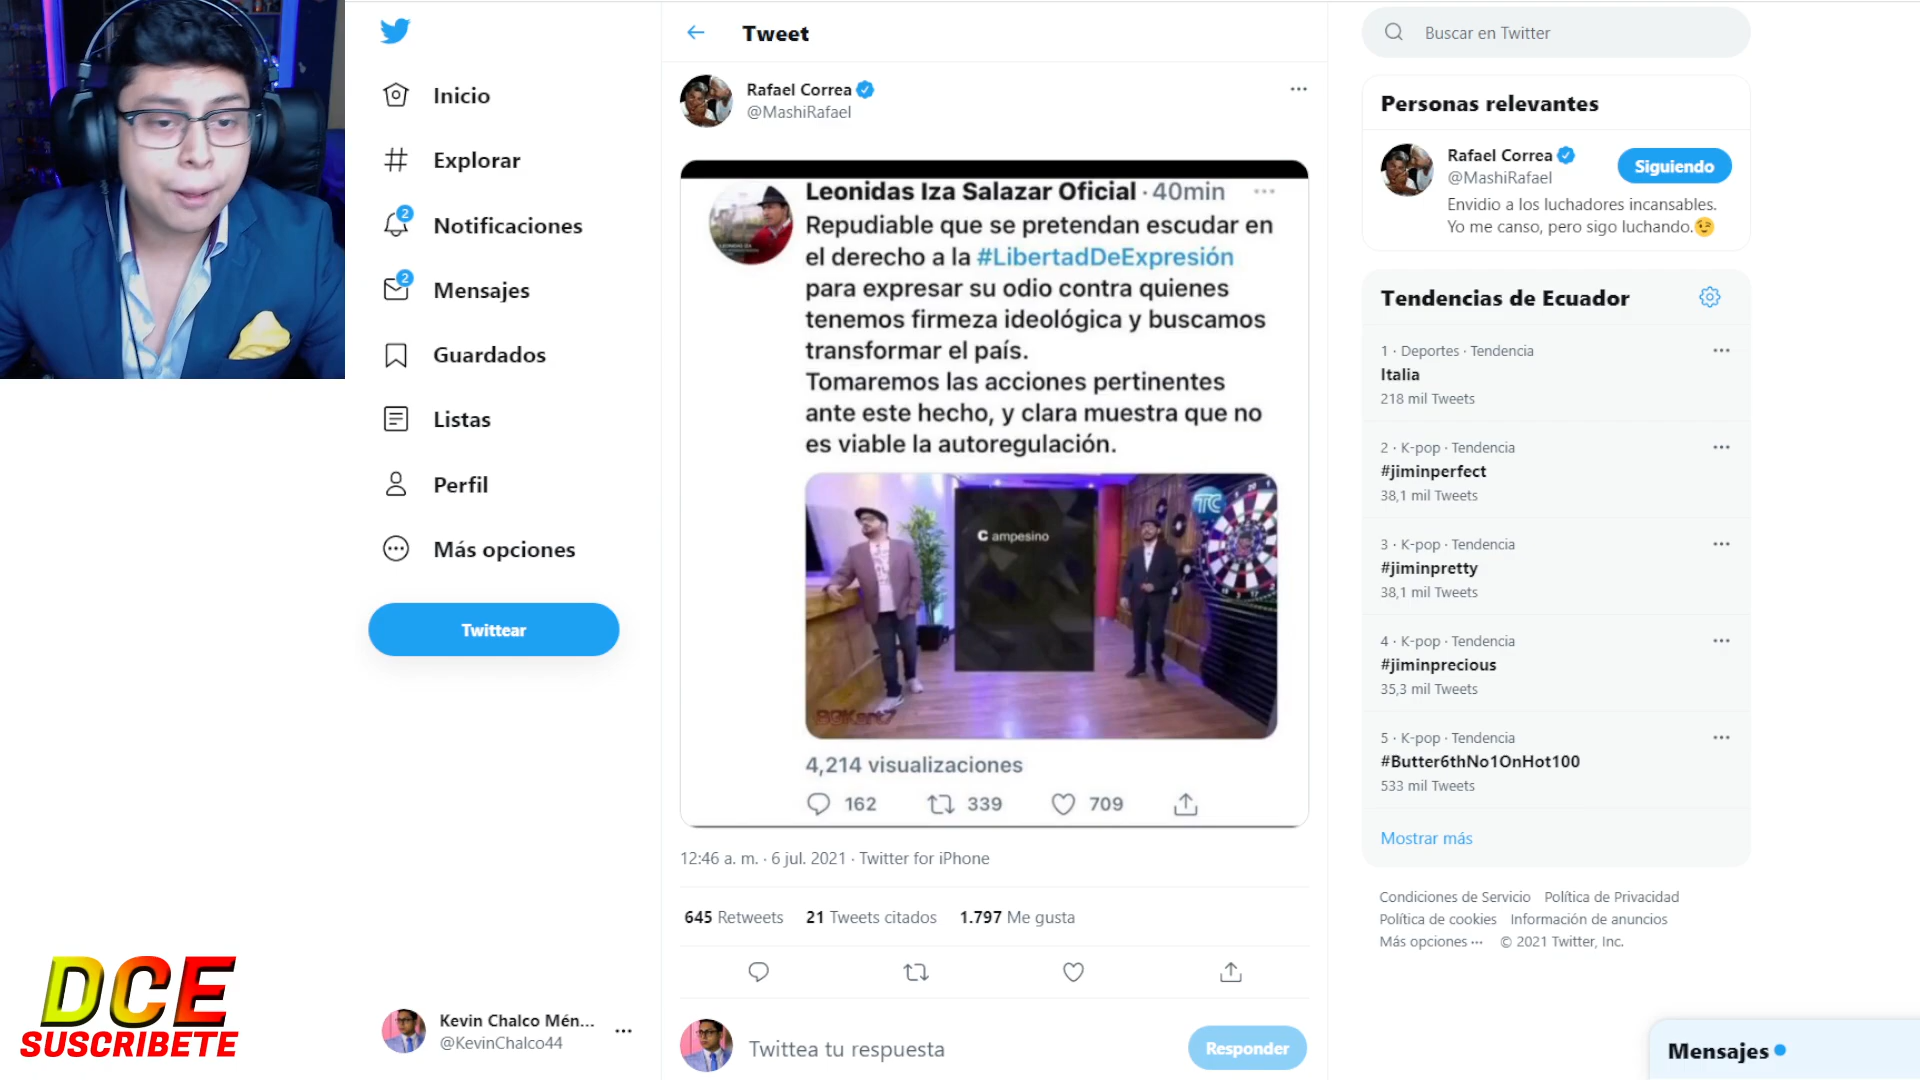 Inicio
Explorar
2
Notificaciones
2
Mensajes
Guardados
Listas
Perfil
Más opciones
Twittear
Kevin Chalco Mén...
@KevinChalco44
DCE
SUSCRIBETE
Tweet
Rafael Correa
@MashiRafael
Leonidas Iza Salazar Oficial · 40min
Repudiable que se pretendan escudar en
el derecho a la #LibertadDeExpresión
para expresar su odio contra quienes
tenemos firmeza ideológica y buscamos
transformar el país.
Tomaremos las acciones pertinentes
ante este hecho, y clara muestra que no
es viable la autoregulación.
C ampesino
TC
4,214 visualizaciones
162 339 709
12:46 a. m. · 6 jul. 2021 · Twitter for iPhone
645 Retweets 21 Tweets citados 1.797 Me gusta
Twittea tu respuesta
Responder
Buscar en Twitter
Personas relevantes
Rafael Correa
@MashiRafael
Siguiendo
Envidio a los luchadores incansables.
Yo me canso, pero sigo luchando.😉
Tendencias de Ecuador
1 · Deportes · Tendencia
Italia
218 mil Tweets
2 · K-pop · Tendencia
#jiminperfect
38,1 mil Tweets
3 · K-pop · Tendencia
#jiminpretty
38,1 mil Tweets
4 · K-pop · Tendencia
#jiminprecious
35,3 mil Tweets
5 · K-pop · Tendencia
#Butter6thNo1OnHot100
533 mil Tweets
Mostrar más
Condiciones de Servicio Política de Privacidad
Política de cookies Información de anuncios
Más opciones ··· © 2021 Twitter, Inc.
Mensajes